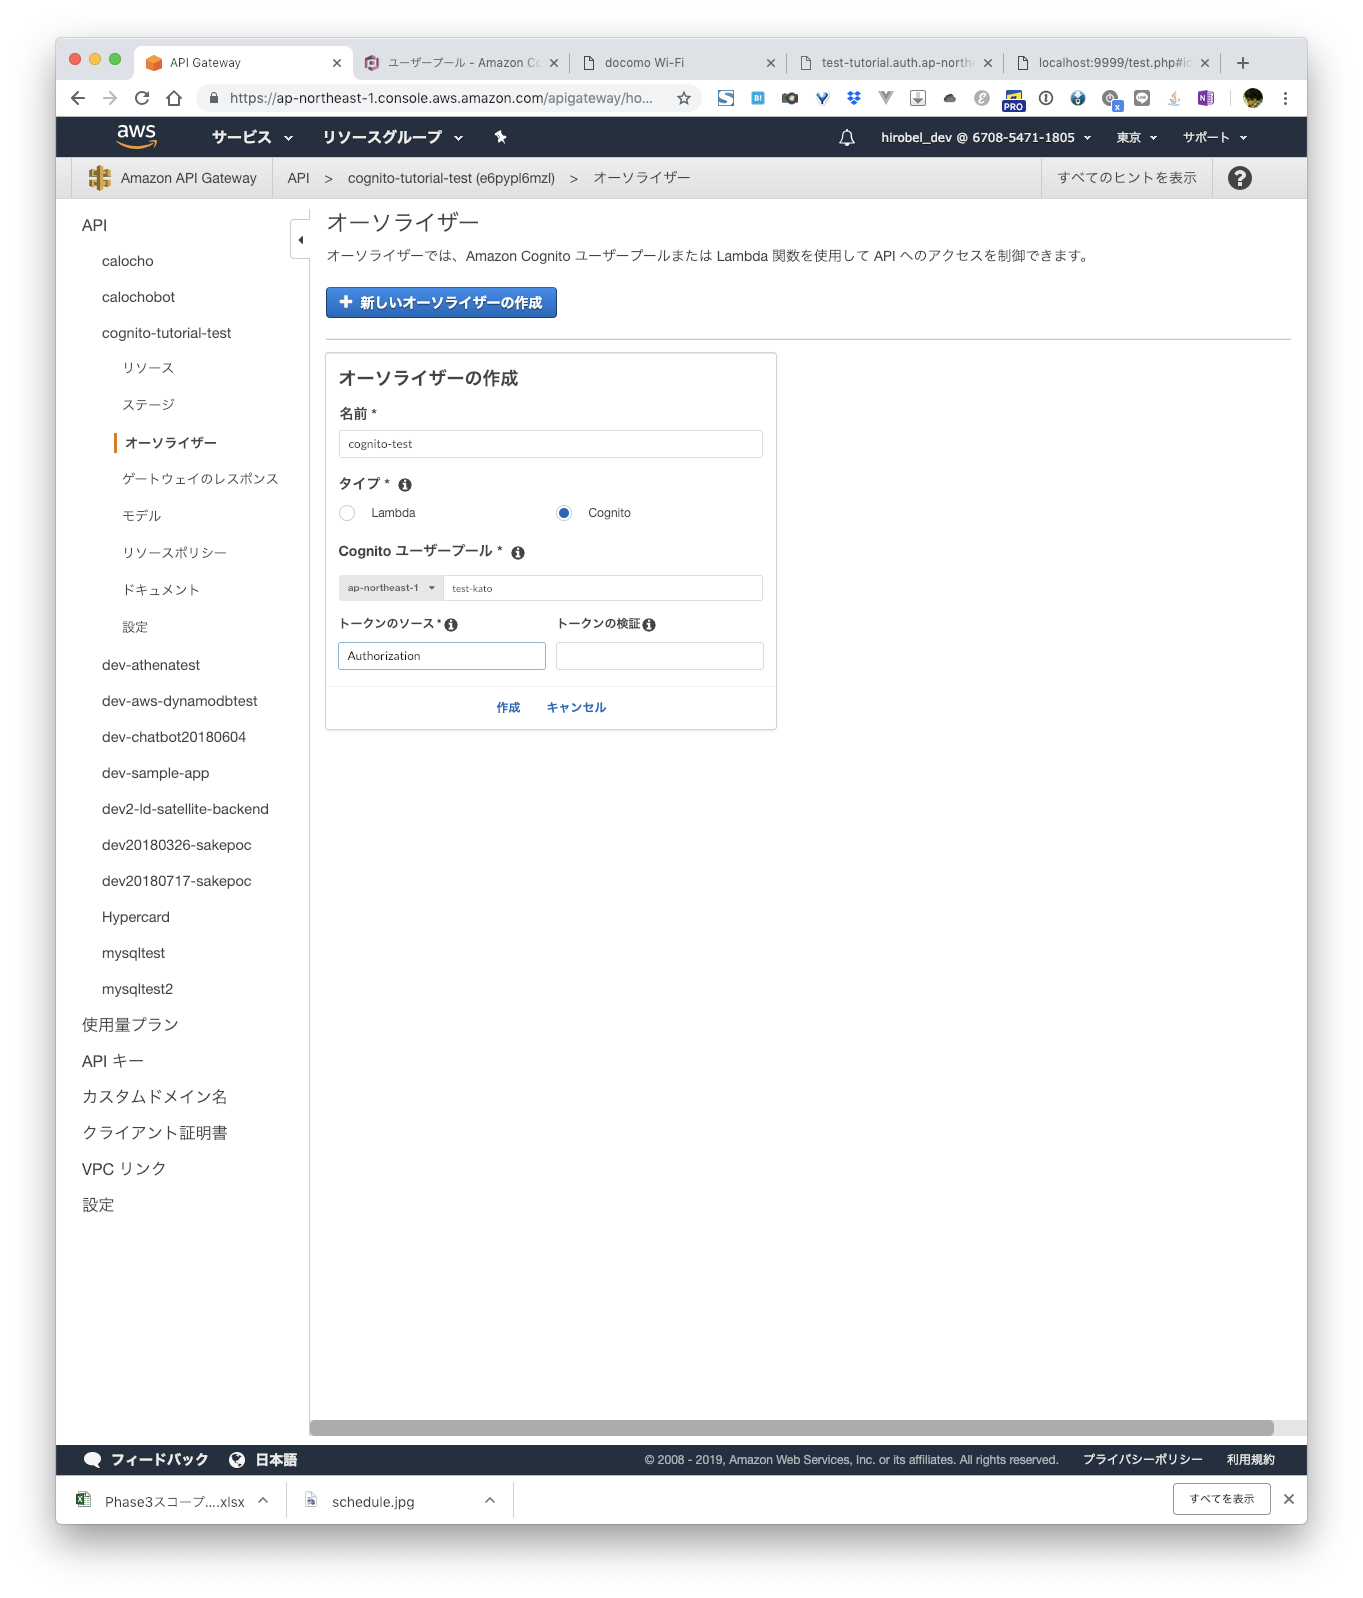 API Gateway
ユーザープール - Amazon Co
docomo Wi-Fi
test-tutorial.auth.ap-northe
localhost:9999/test.php#ic
https://ap-northeast-1.console.aws.amazon.com/apigateway/ho...
PRO
aws
サービス
リソースグループ
hirobel_dev @ 6708-5471-1805
東京
サポート
Amazon API Gateway
API > cognito-tutorial-test (e6pypl6mzl) > オーソライザー
すべてのヒントを表示
API
calocho
calochobot
cognito-tutorial-test
リソース
ステージ
オーソライザー
ゲートウェイのレスポンス
モデル
リソースポリシー
ドキュメント
設定
dev-athenatest
dev-aws-dynamodbtest
dev-chatbot20180604
dev-sample-app
dev2-ld-satellite-backend
dev20180326-sakepoc
dev20180717-sakepoc
Hypercard
mysqltest
mysqltest2
使用量プラン
API キー
カスタムドメイン名
クライアント証明書
VPC リンク
設定
オーソライザー
オーソライザーでは、Amazon Cognito ユーザープールまたは Lambda 関数を使用して API へのアクセスを制御できます。
+ 新しいオーソライザーの作成
オーソライザーの作成
名前 *
cognito-test
タイプ *
Lambda
Cognito
Cognito ユーザープール *
ap-northeast-1
test-kato
トークンのソース *
トークンの検証
Authorization
作成
キャンセル
フィードバック
日本語
© 2008 - 2019, Amazon Web Services, Inc. or its affiliates. All rights reserved.
プライバシーポリシー
利用規約
Phase3スコープ....xlsx
schedule.jpg
すべてを表示